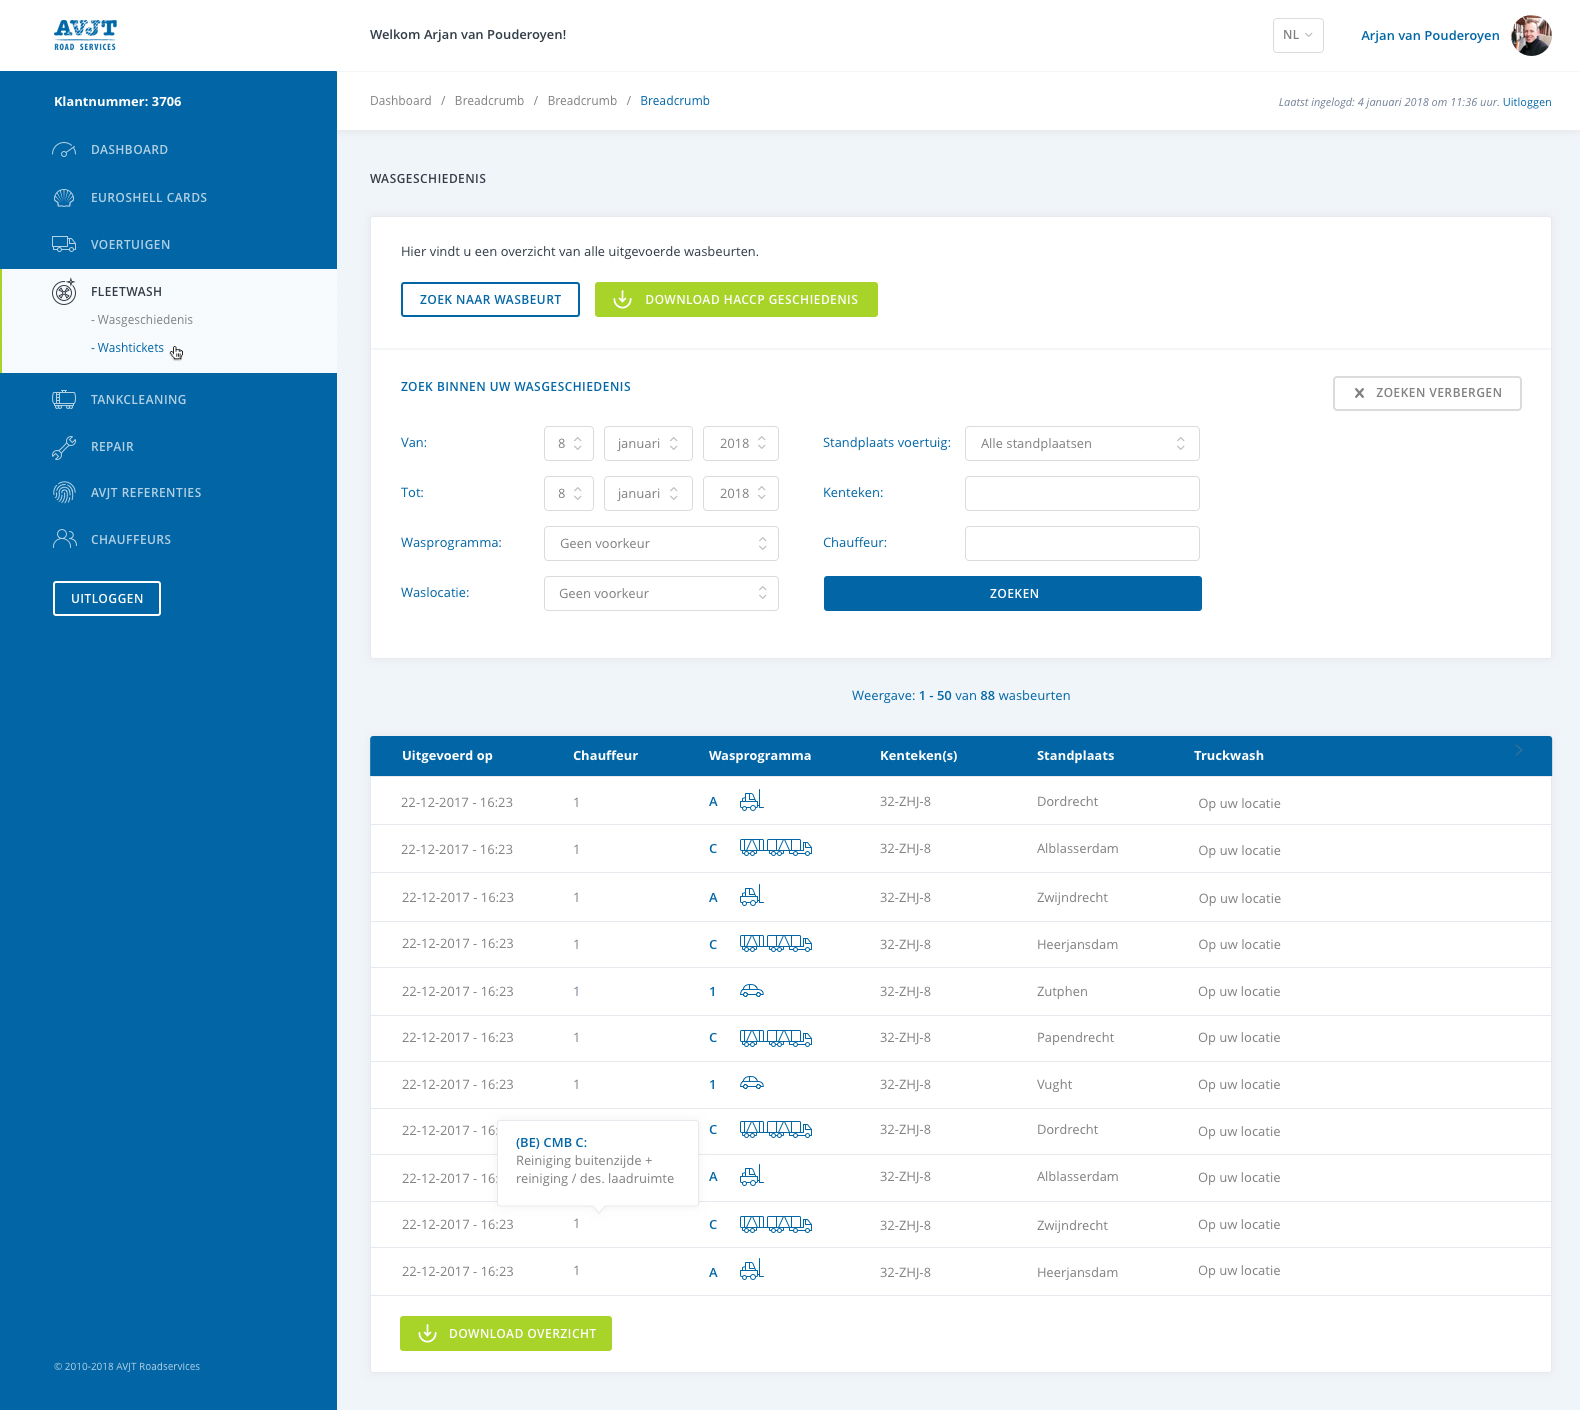 AVJT
ROAD SERVICES
Welkom Arjan van Pouderoyen!
NL
Arjan van Pouderoyen
Klantnummer: 3706
Dashboard / Breadcrumb / Breadcrumb / Breadcrumb
Laatst ingelogd: 4 januari 2018 om 11:36 uur. Uitloggen
DASHBOARD
EUROSHELL CARDS
VOERTUIGEN
FLEETWASH
- Wasgeschiedenis
- Washtickets
TANKCLEANING
REPAIR
AVJT REFERENTIES
CHAUFFEURS
UITLOGGEN
© 2010-2018 AVJT Roadservices
WASGESCHIEDENIS
Hier vindt u een overzicht van alle uitgevoerde wasbeurten.
ZOEK NAAR WASBEURT
DOWNLOAD HACCP GESCHIEDENIS
ZOEK BINNEN UW WASGESCHIEDENIS
ZOEKEN VERBERGEN
Van: 8 januari 2018
Standplaats voertuig: Alle standplaatsen
Tot: 8 januari 2018
Kenteken:
Wasprogramma: Geen voorkeur
Chauffeur:
Waslocatie: Geen voorkeur
ZOEKEN
Weergave: 1 - 50 van 88 wasbeurten
Uitgevoerd op Chauffeur Wasprogramma Kenteken(s) Standplaats Truckwash
22-12-2017 - 16:23 1 A 32-ZHJ-8 Dordrecht Op uw locatie
22-12-2017 - 16:23 1 C 32-ZHJ-8 Alblasserdam Op uw locatie
22-12-2017 - 16:23 1 A 32-ZHJ-8 Zwijndrecht Op uw locatie
22-12-2017 - 16:23 1 C 32-ZHJ-8 Heerjansdam Op uw locatie
22-12-2017 - 16:23 1 1 32-ZHJ-8 Zutphen Op uw locatie
22-12-2017 - 16:23 1 C 32-ZHJ-8 Papendrecht Op uw locatie
22-12-2017 - 16:23 1 1 32-ZHJ-8 Vught Op uw locatie
22-12-2017 - 16: C 32-ZHJ-8 Dordrecht Op uw locatie
22-12-2017 - 16: A 32-ZHJ-8 Alblasserdam Op uw locatie
22-12-2017 - 16:23 1 C 32-ZHJ-8 Zwijndrecht Op uw locatie
22-12-2017 - 16:23 1 A 32-ZHJ-8 Heerjansdam Op uw locatie
(BE) CMB C:
Reiniging buitenzijde +
reiniging / des. laadruimte
DOWNLOAD OVERZICHT